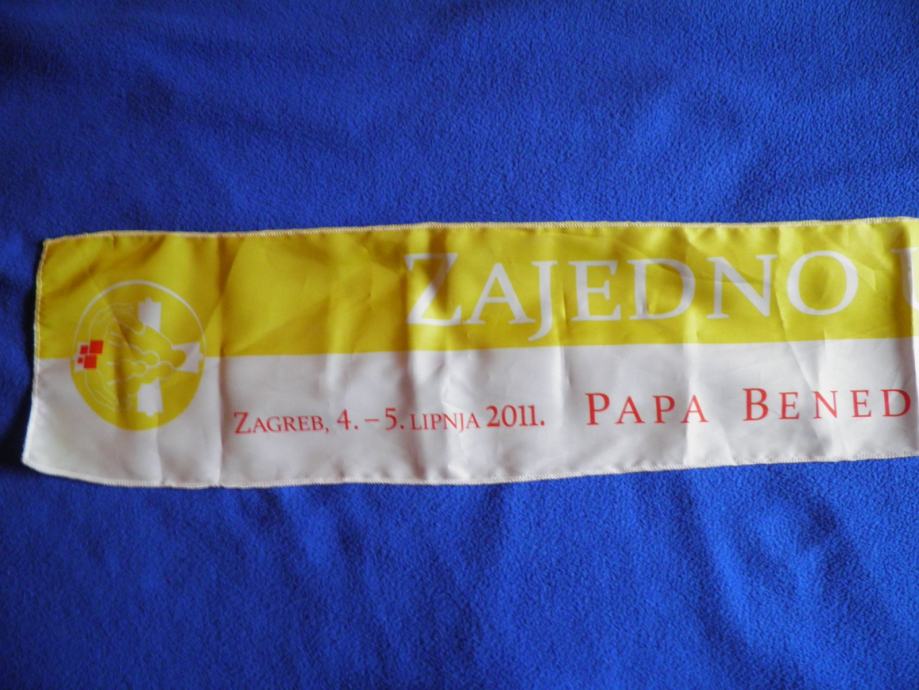 ZAJEDNO U
ZAGREB, 4. – 5. LIPNJA 2011. PAPA BENED